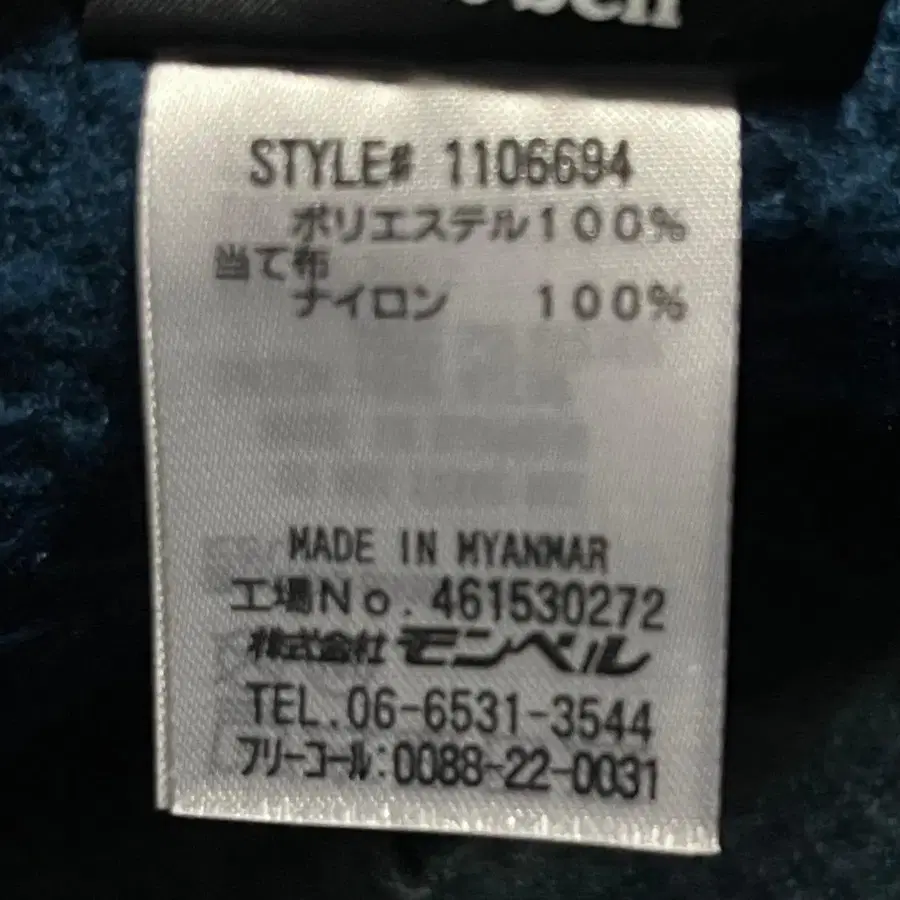 bell
STYLE# 1106694
ポリエステル100%
当て布
ナイロン 100%
MADE IN MYANMAR
工場No. 461530272
株式会社 モンベル
TEL.06-6531-3544
フリーコール:0088-22-0031